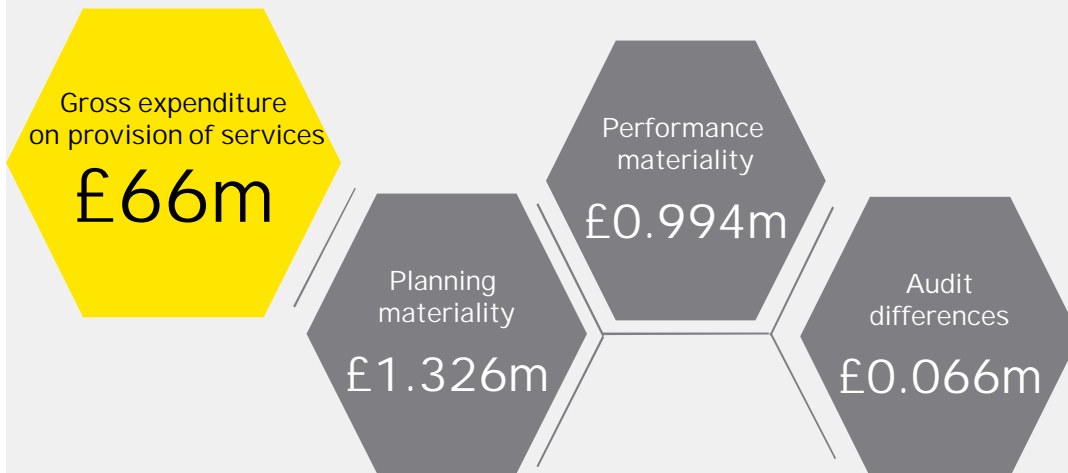 Gross expenditure
on provision of services
£66m
Planning
materiality
£1.326m
Performance
materiality
£0.994m
Audit
differences
£0.066m